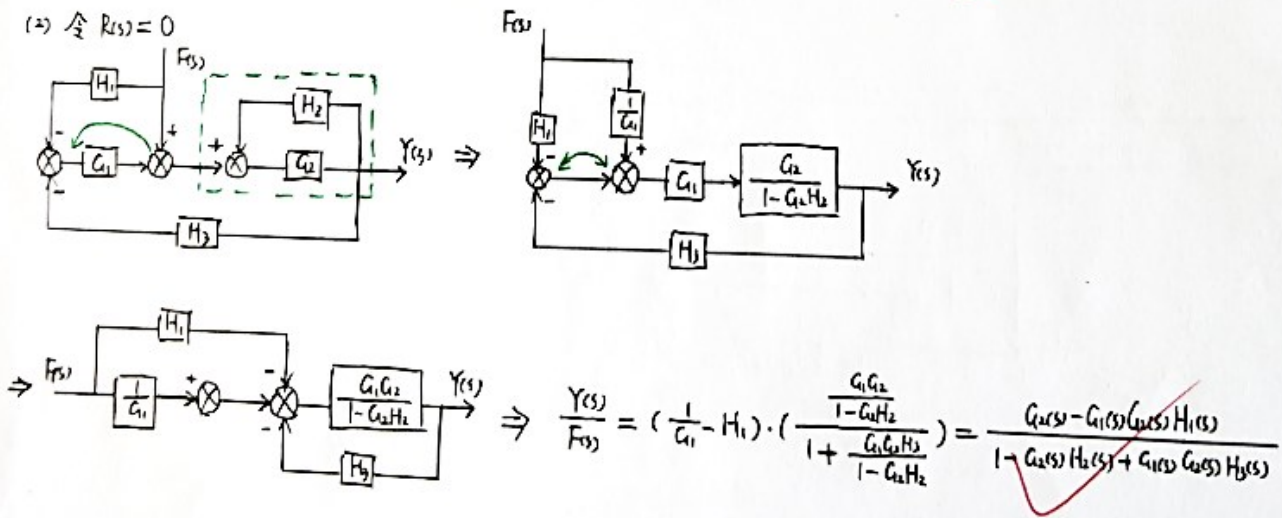 (2) 令 R(s) = 0
F(s)
H₁
H₂
- + +
G₁ G₂ Y(s) ⇒
-
H₃
F(s)
H₁ 1/G₁
- +
G₁ G₂/(1-G₂H₂) Y(s)
-
H₃
H₁
⇒ F(s) 1/G₁ + - G₁G₂/(1-G₂H₂) Y(s)
-
H₃
⇒ Y(s)/F(s) = (1/G₁ - H₁)·((G₁G₂/(1-G₂H₂))/(1 + G₁G₂H₃/(1-G₂H₂))) = (G₂(s) - G₁(s)G₂(s)H₁(s))/(1 - G₂(s)H₂(s) + G₁(s)G₂(s)H₃(s))